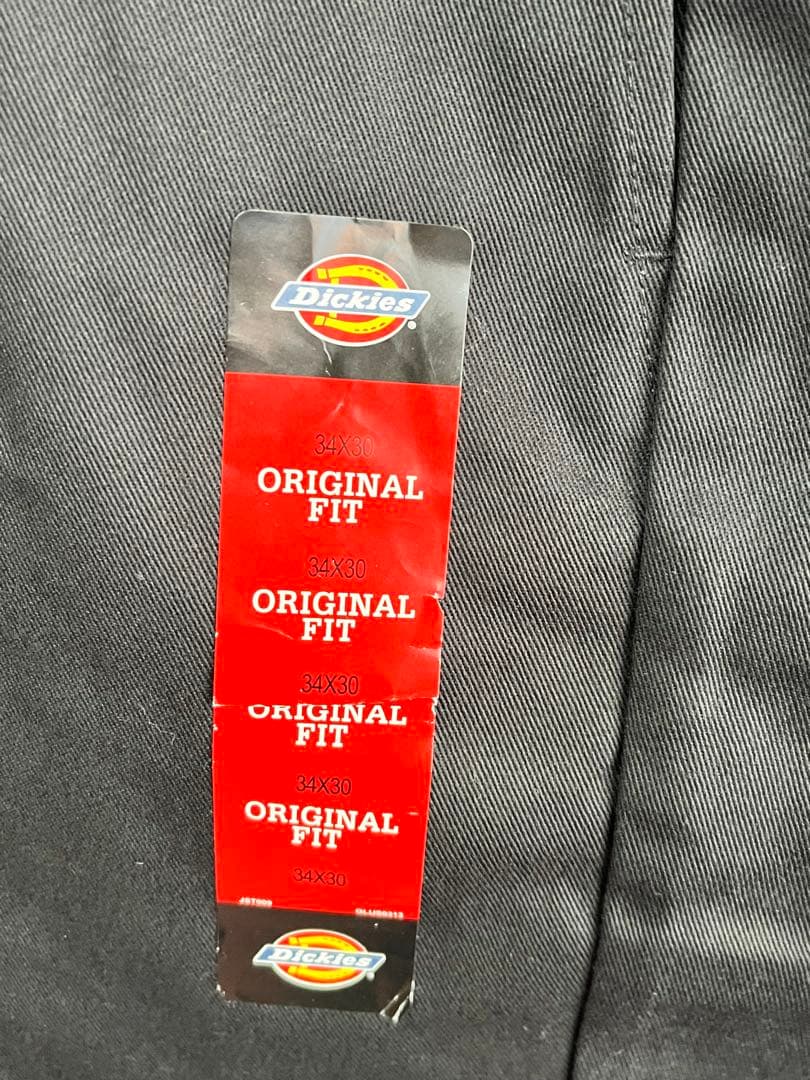 Dickies
®
34X30
ORIGINAL
FIT
34X30
ORIGINAL
FIT
34X30
ORIGINAL
FIT
34X30
ORIGINAL
FIT
34X30
Dickies